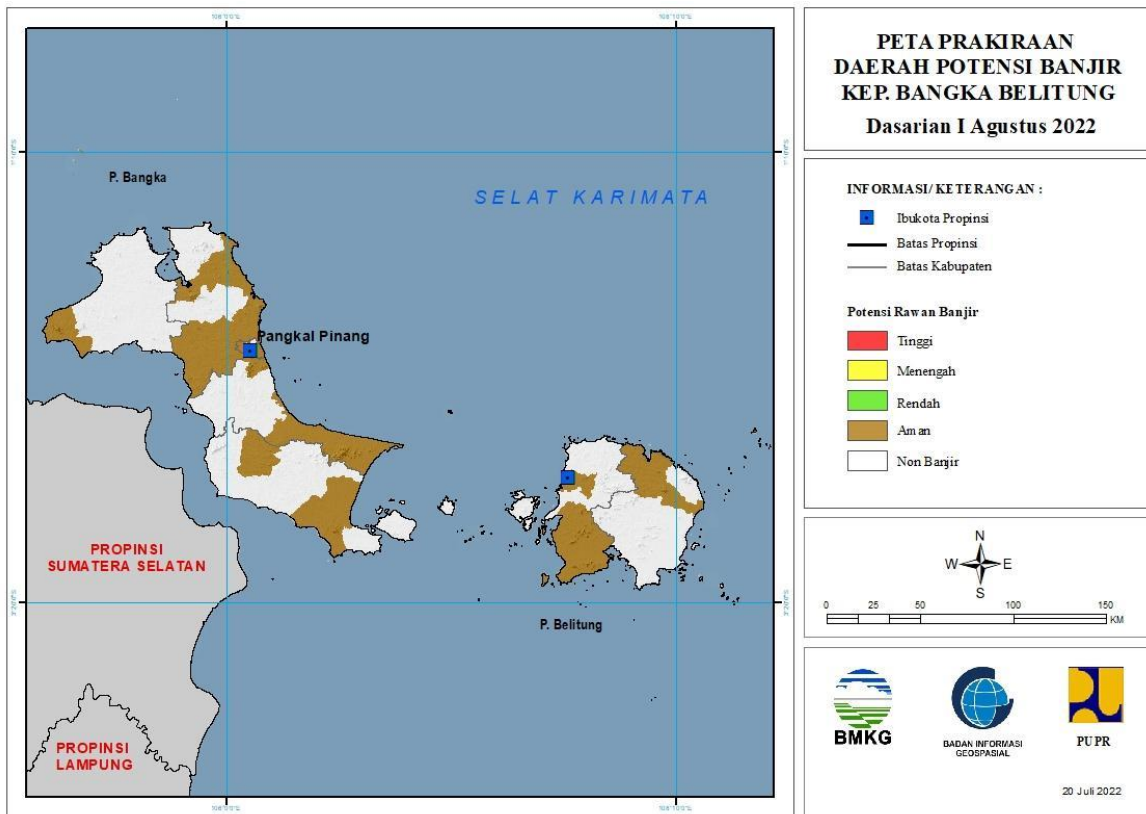 PETA PRAKIRAAN
DAERAH POTENSI BANJIR
KEP. BANGKA BELITUNG
Dasarian I Agustus 2022
P. Bangka
SELAT KARIMATA
Pangkal Pinang
PROPINSI
SUMATERA SELATAN
P. Belitung
PROPINSI
LAMPUNG
INFORMASI/ KETERANGAN :
Ibukota Propinsi
Batas Propinsi
Batas Kabupaten
Potensi Rawan Banjir
Tinggi
Menengah
Rendah
Aman
Non Banjir
N
W E
S
0 25 50 100 150
KM
BMKG
BADAN INFORMASI
GEOSPASIAL
PU
PUPR
20 Juli 2022